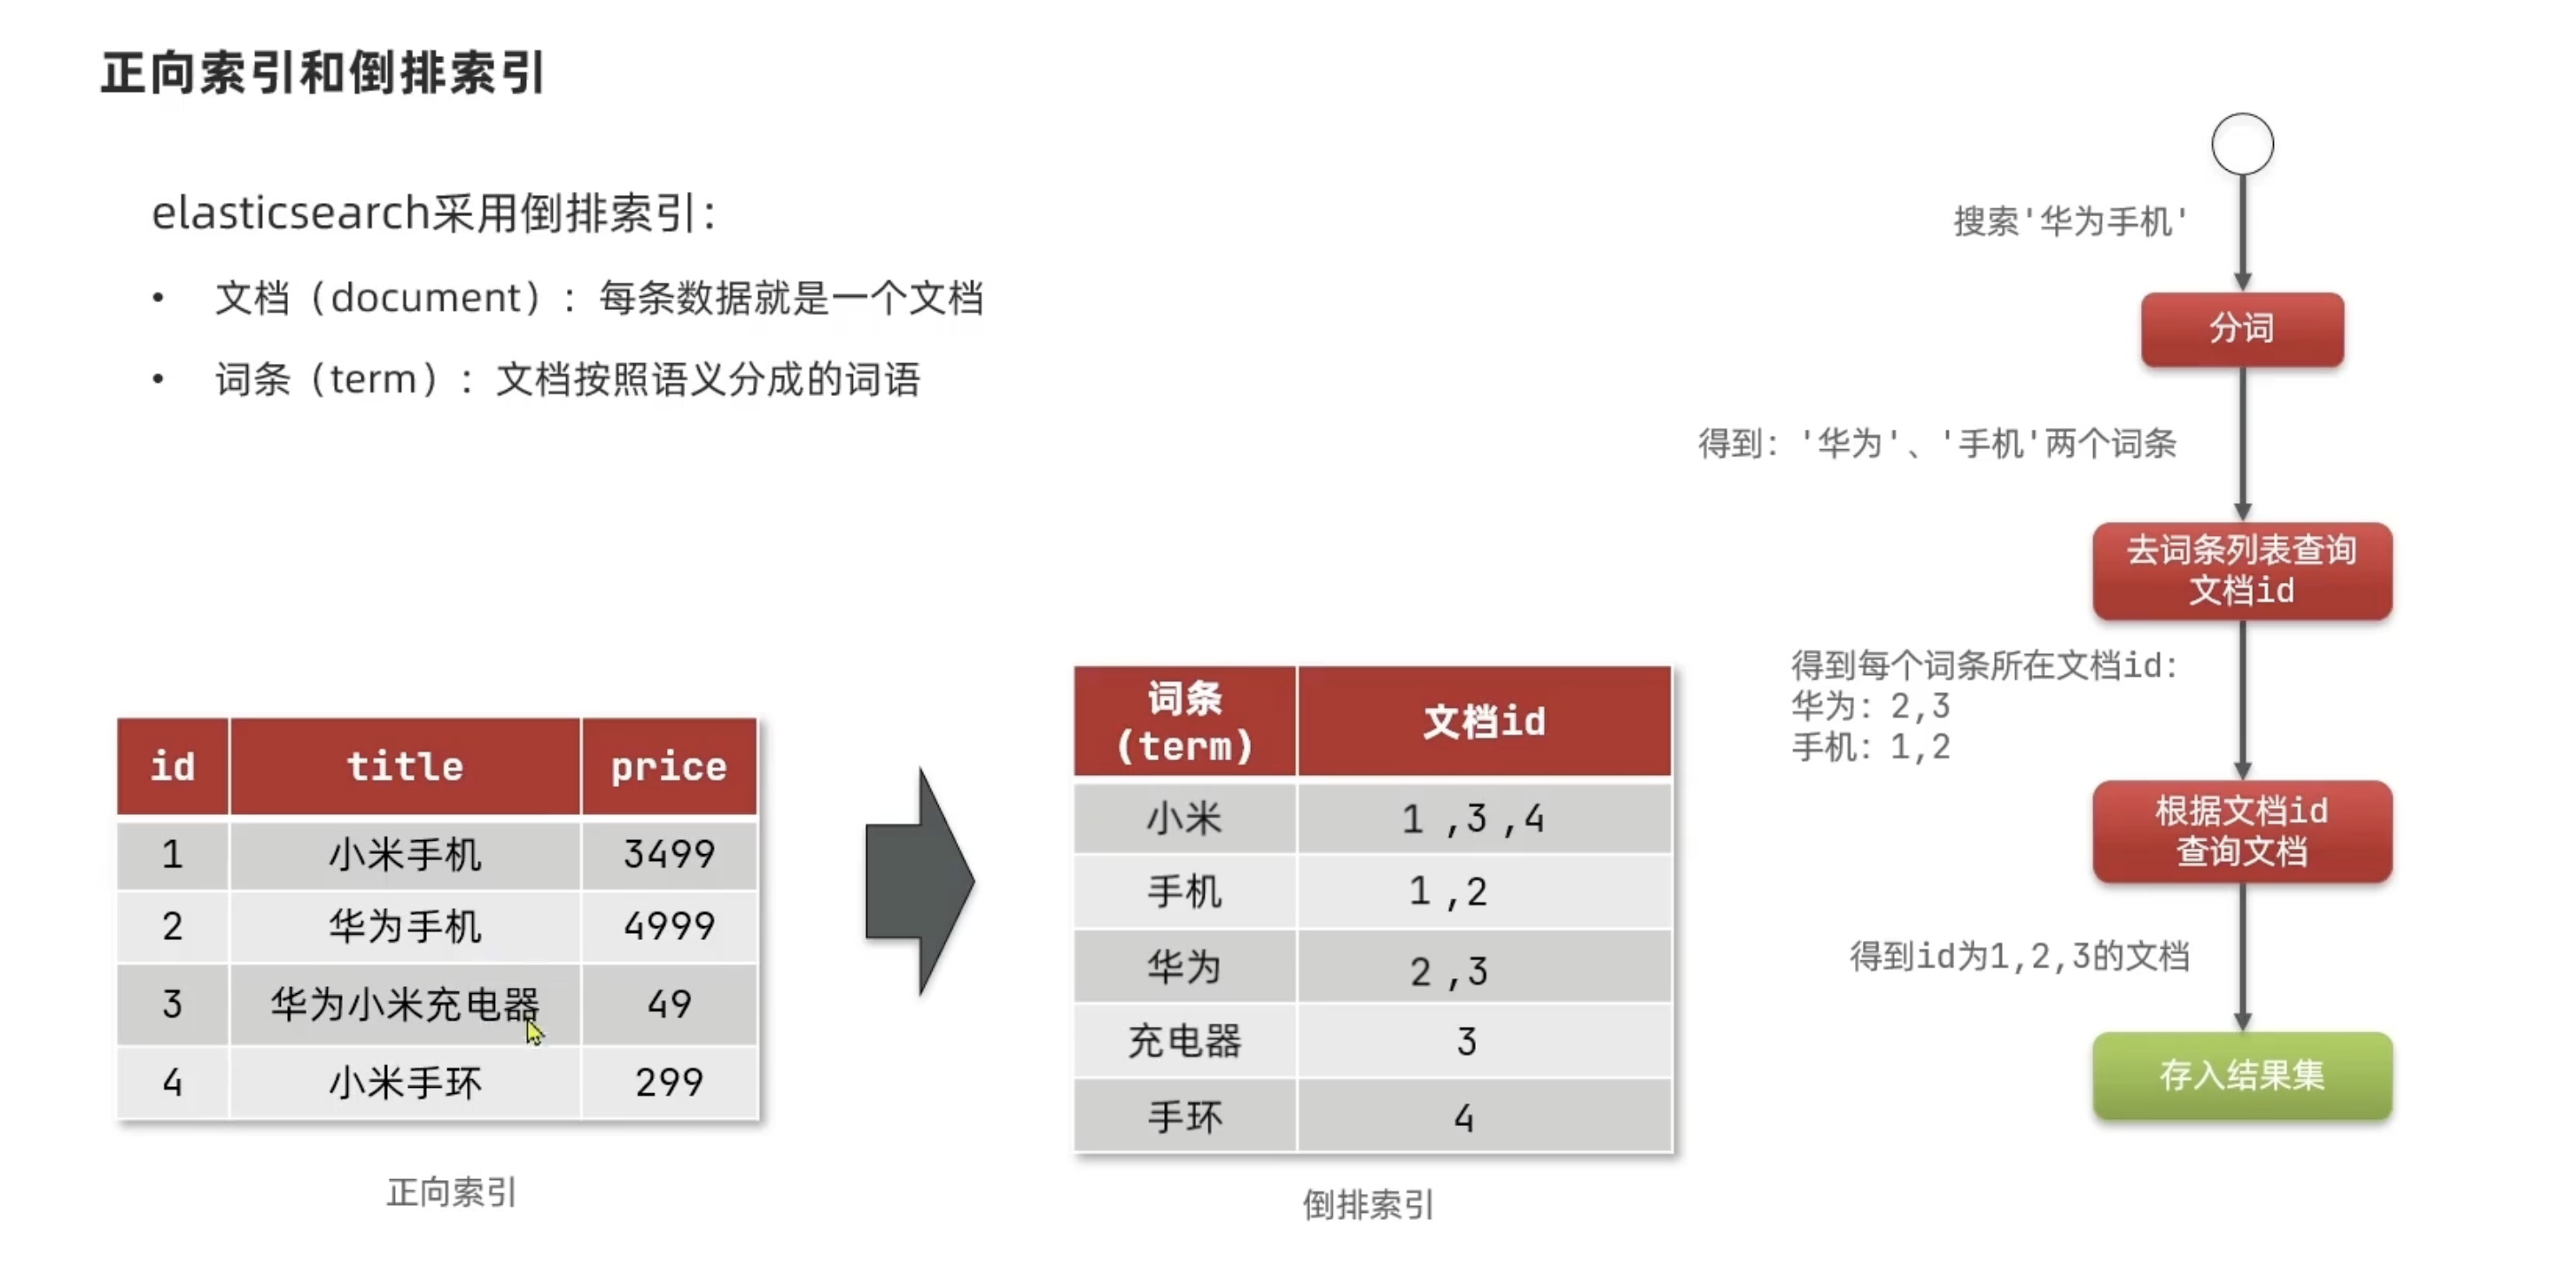 正向索引和倒排索引
elasticsearch采用倒排索引：
• 文档（document）：每条数据就是一个文档
• 词条（term）：文档按照语义分成的词语
id title price
1 小米手机 3499
2 华为手机 4999
3 华为小米充电器 49
4 小米手环 299
正向索引
词条
(term) 文档id
小米 1 ,3 ,4
手机 1 ,2
华为 2 ,3
充电器 3
手环 4
倒排索引
搜索'华为手机'
分词
得到：'华为'、'手机'两个词条
去词条列表查询
文档id
得到每个词条所在文档id：
华为：2,3
手机：1,2
根据文档id
查询文档
得到id为1,2,3的文档
存入结果集